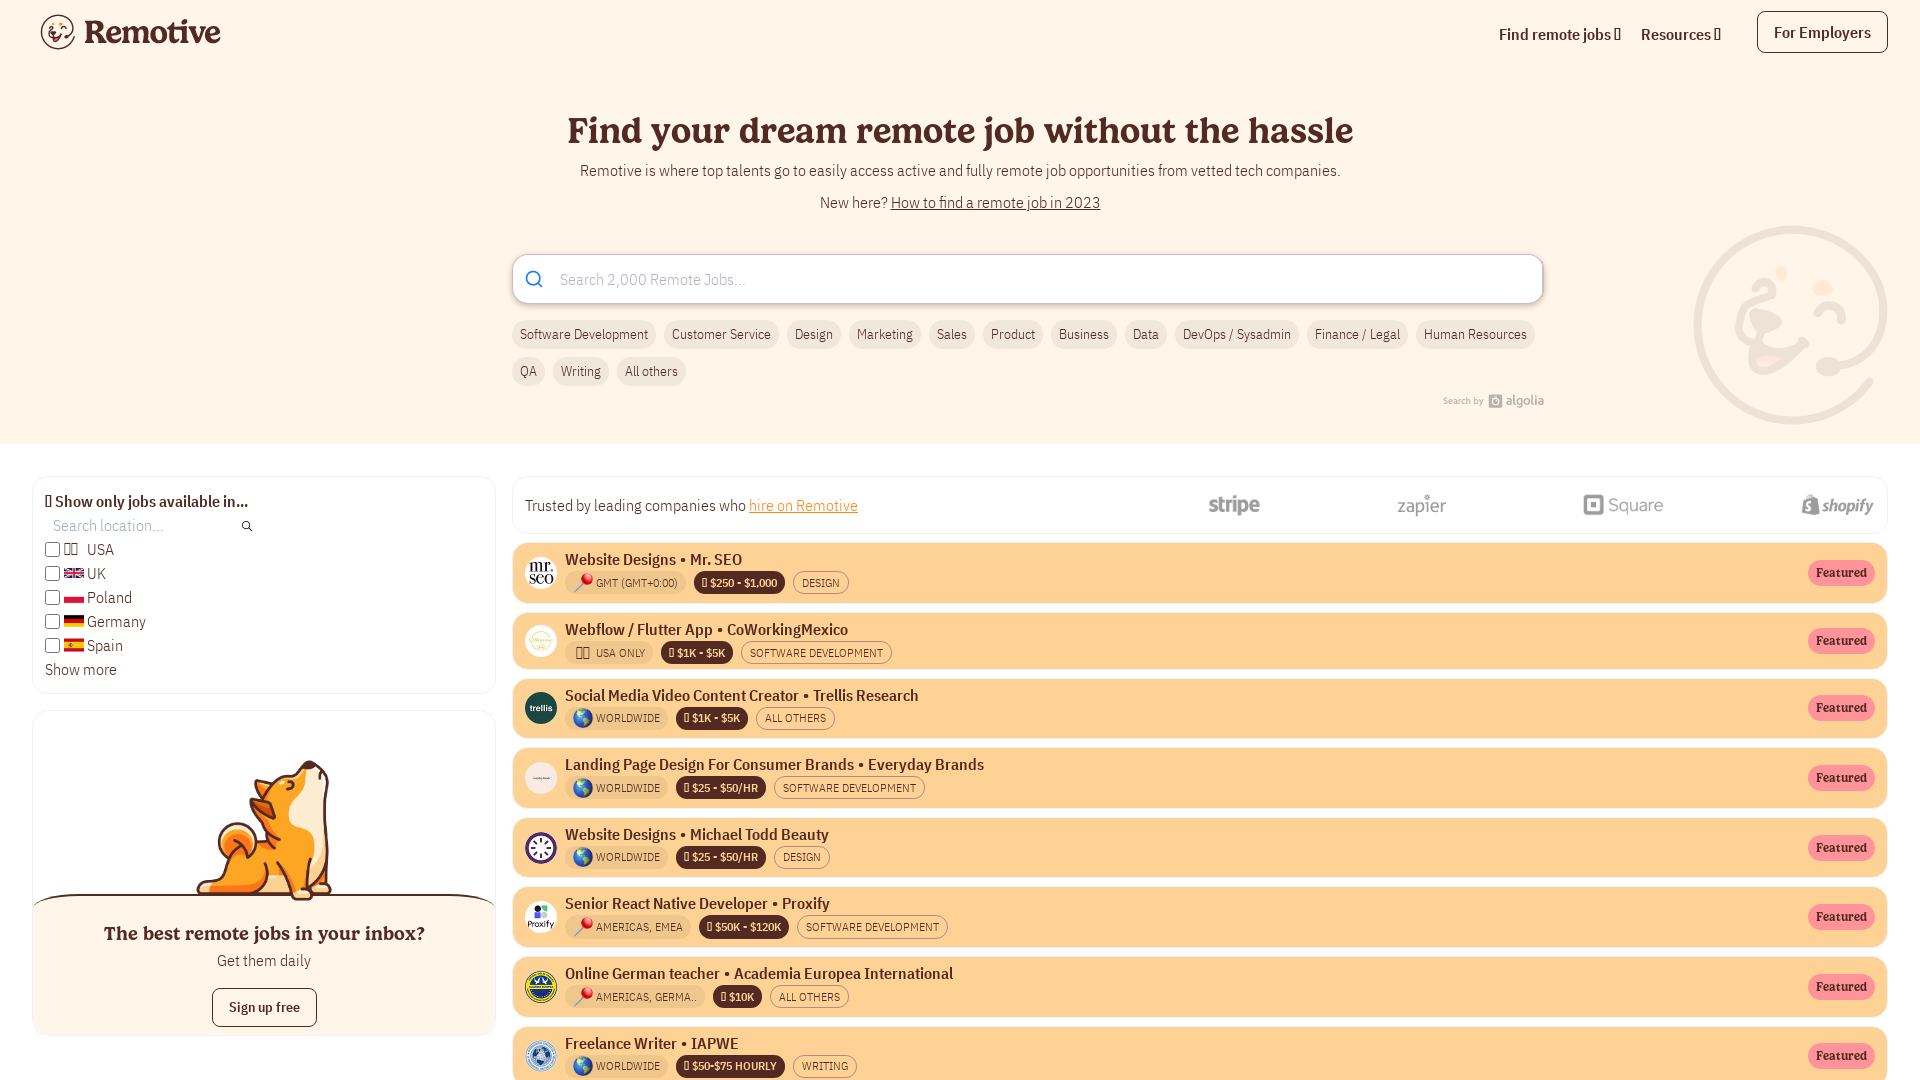 Remotive
Find remote jobs
Resources
For Employers
Find your dream remote job without the hassle
Remotive is where top talents go to easily access active and fully remote job opportunities from vetted tech companies.
New here? How to find a remote job in 2023
Search 2,000 Remote Jobs...
Software Development
Customer Service
Design
Marketing
Sales
Product
Business
Data
DevOps / Sysadmin
Finance / Legal
Human Resources
QA
Writing
All others
Search by algolia
Show only jobs available in...
Search location...
USA
UK
Poland
Germany
Spain
Show more
The best remote jobs in your inbox?
Get them daily
Sign up free
Trusted by leading companies who hire on Remotive
stripe
zapier
Square
shopify
mr. seo
Website Designs • Mr. SEO
GMT (GMT+0:00)
$250 - $1,000
DESIGN
Featured
Webflow / Flutter App • CoWorkingMexico
USA ONLY
$1K - $5K
SOFTWARE DEVELOPMENT
Featured
trellis
Social Media Video Content Creator • Trellis Research
WORLDWIDE
$1K - $5K
ALL OTHERS
Featured
Landing Page Design For Consumer Brands • Everyday Brands
WORLDWIDE
$25 - $50/HR
SOFTWARE DEVELOPMENT
Featured
Website Designs • Michael Todd Beauty
WORLDWIDE
$25 - $50/HR
DESIGN
Featured
Proxify
Senior React Native Developer • Proxify
AMERICAS, EMEA
$50K - $120K
SOFTWARE DEVELOPMENT
Featured
Online German teacher • Academia Europea International
AMERICAS, GERMA..
$10K
ALL OTHERS
Featured
Freelance Writer • IAPWE
WORLDWIDE
$50-$75 HOURLY
WRITING
Featured